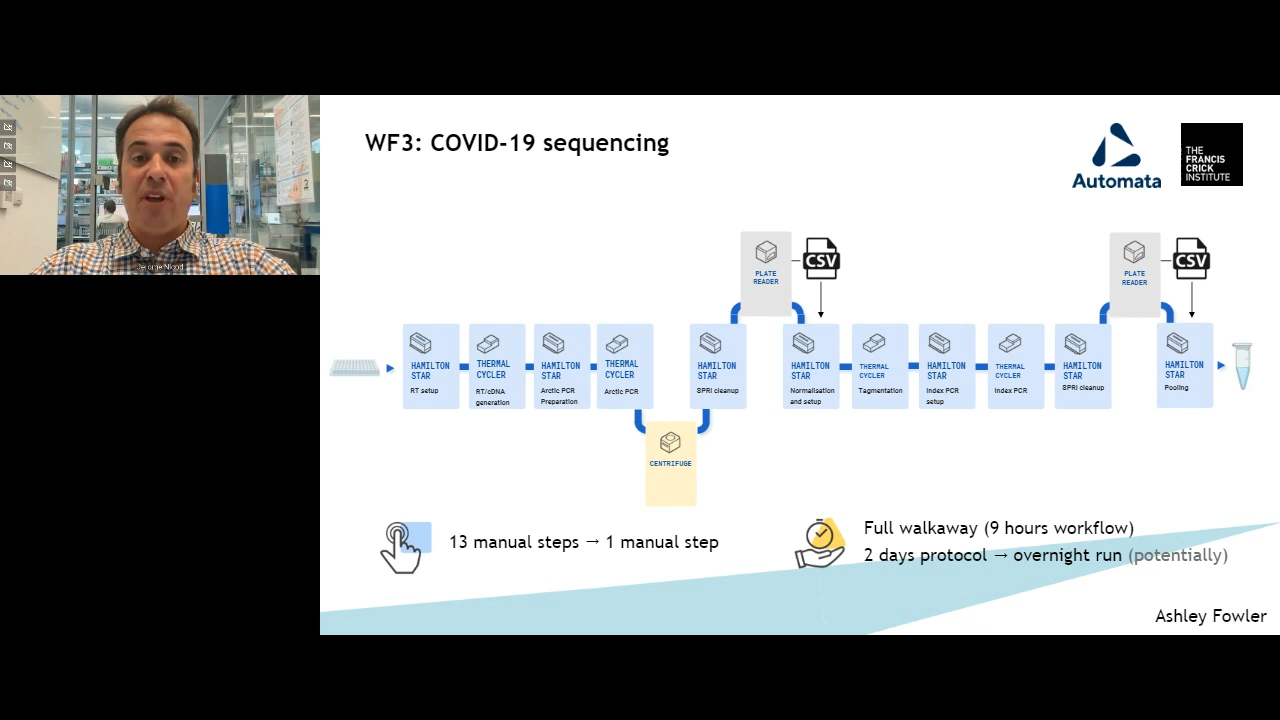 WF3: COVID-19 sequencing
Automata
THE
FRANCIS
CRICK
INSTITUTE
Jerome Nicod
PLATE
READER
CSV
PLATE
READER
CSV
HAMILTON
STAR
RT setup
THERMAL
CYCLER
RT/cDNA
generation
HAMILTON
STAR
Arctic PCR
Preparation
THERMAL
CYCLER
Arctic PCR
CENTRIFUGE
HAMILTON
STAR
SPRI cleanup
HAMILTON
STAR
Normalisation
and setup
THERMAL
CYCLER
Tagmentation
HAMILTON
STAR
Index PCR
setup
THERMAL
CYCLER
Index PCR
HAMILTON
STAR
SPRI cleanup
HAMILTON
STAR
Pooling
13 manual steps → 1 manual step
Full walkaway (9 hours workflow)
2 days protocol → overnight run (potentially)
Ashley Fowler